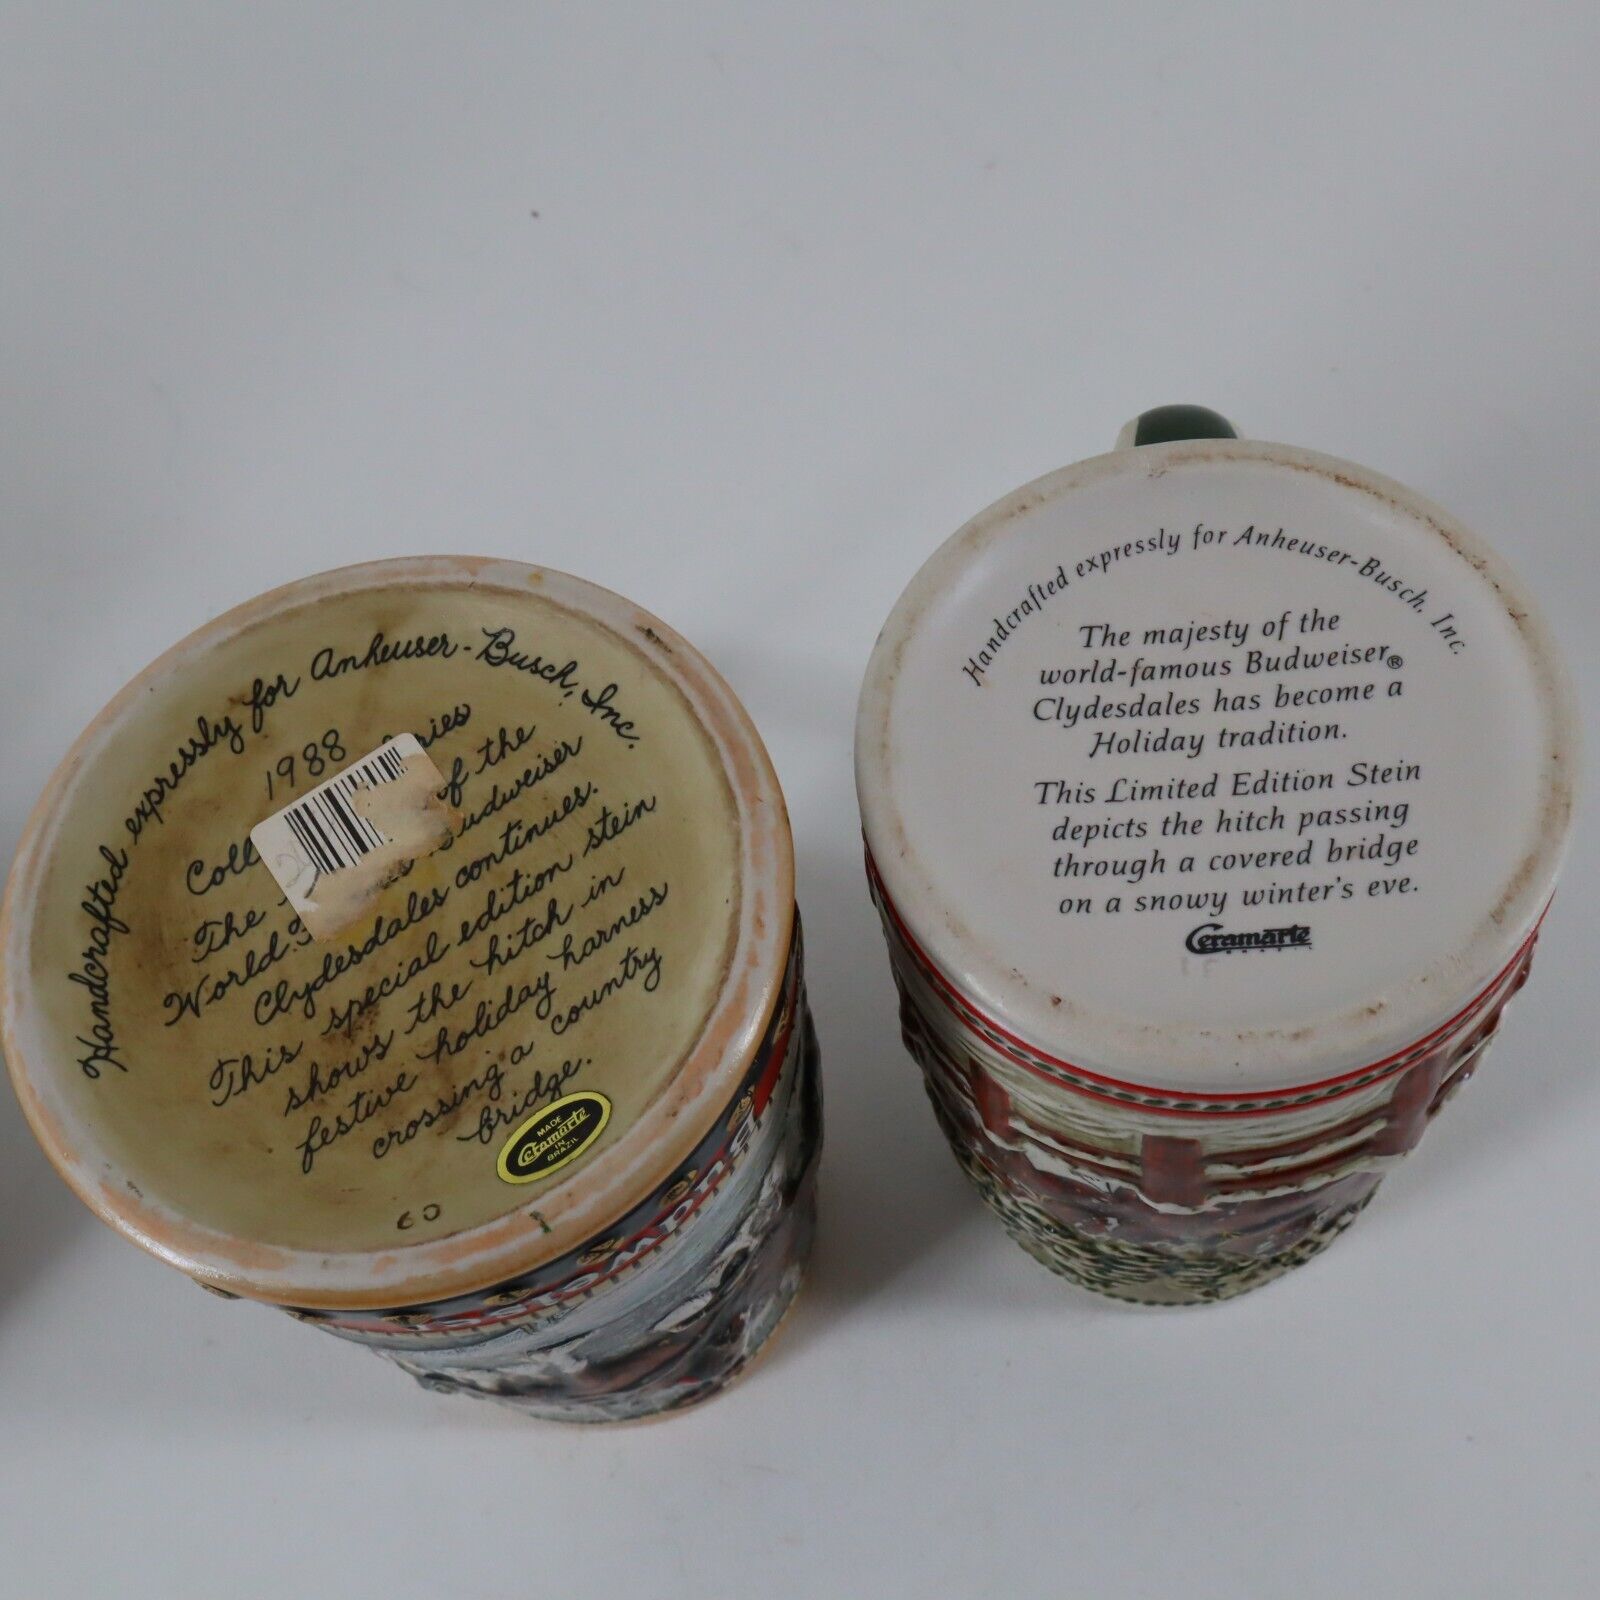 Handcrafted expressly for Anheuser-Busch, Inc.
1988
of the
World Budweiser
Clydesdales continues.
This special edition stein
shows the hitch in
festive holiday harness
crossing a country
bridge.
MADE
Ceramarte
IN
BRAZIL
60
Budweiser
Handcrafted expressly for Anheuser-Busch, Inc.
The majesty of the
world-famous Budweiser®
Clydesdales has become a
Holiday tradition.
This Limited Edition Stein
depicts the hitch passing
through a covered bridge
on a snowy winter's eve.
Ceramarte